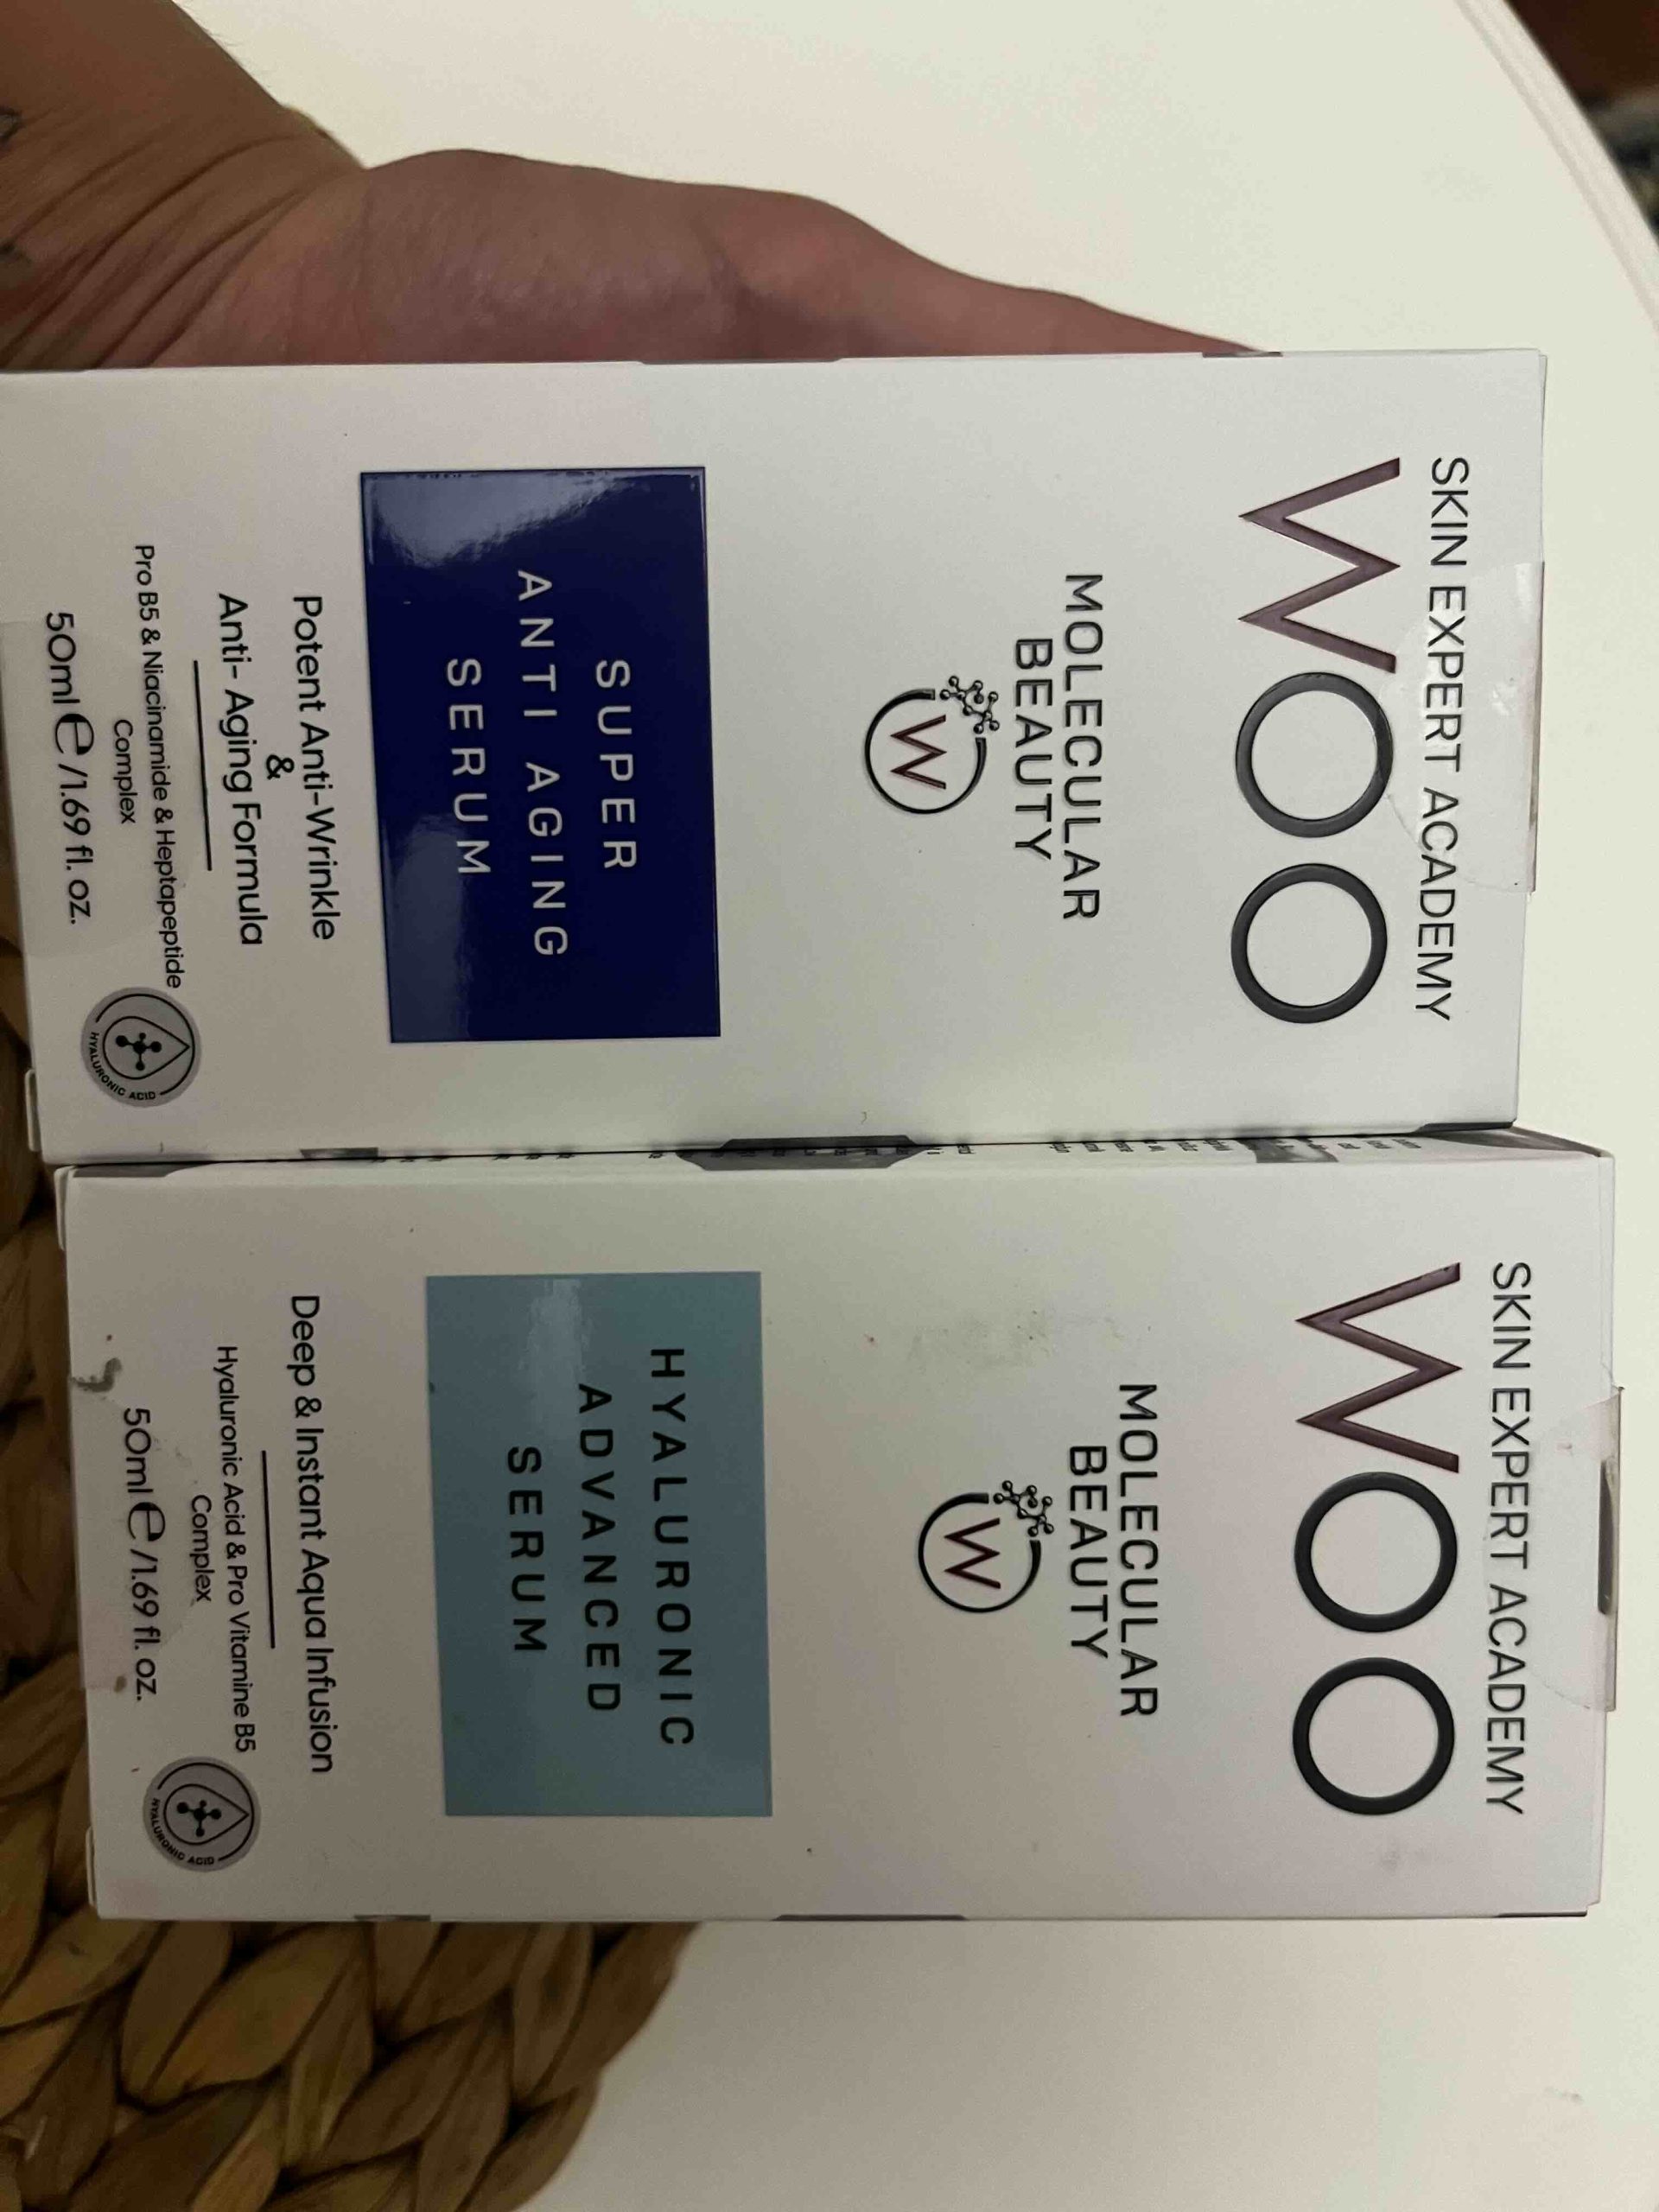 SKIN EXPERT ACADEMY
WOO
MOLECULAR
BEAUTY
W
SUPER
ANTI AGING
SERUM
Potent Anti-Wrinkle
&
Anti- Aging Formula
Pro B5 & Niacinamide & Heptapeptide
Complex
50ml e /1.69 fl. oz.
HYALURONIC ACID
SKIN EXPERT ACADEMY
WOO
MOLECULAR
BEAUTY
W
HYALURONIC
ADVANCED
SERUM
Deep & Instant Aqua Infusion
Hyaluronic Acid & Pro Vitamine B5
Complex
50ml e /1.69 fl. oz.
HYALURONIC ACID